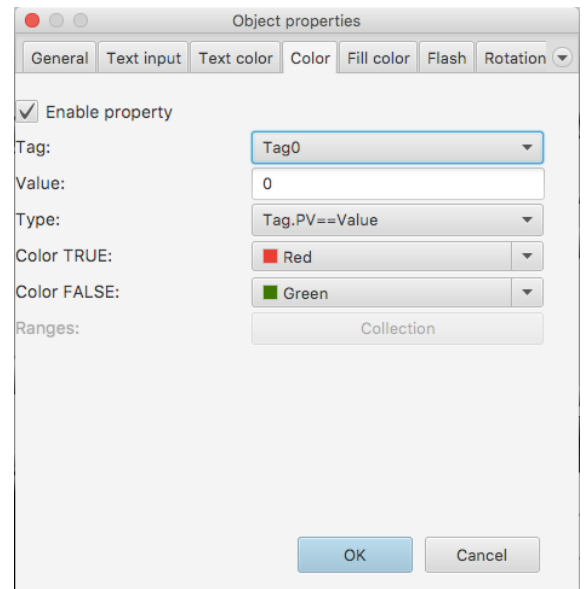 Object properties
General Text input Text color Color Fill color Flash Rotation
Enable property
Tag: Tag0
Value: 0
Type: Tag.PV==Value
Color TRUE: Red
Color FALSE: Green
Ranges: Collection
OK Cancel